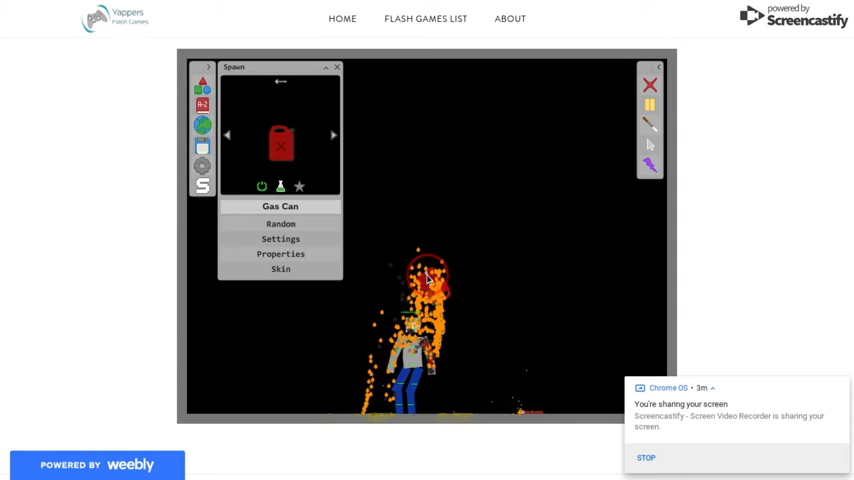 Yappers
Flash Games
HOME
FLASH GAMES LIST
ABOUT
powered by
Screencastify
Spawn
A-Z
S
Gas Can
Random
Settings
Properties
Skin
Chrome OS • 3m
You're sharing your screen
Screencastify - Screen Video Recorder is sharing your
screen.
STOP
POWERED BY weebly